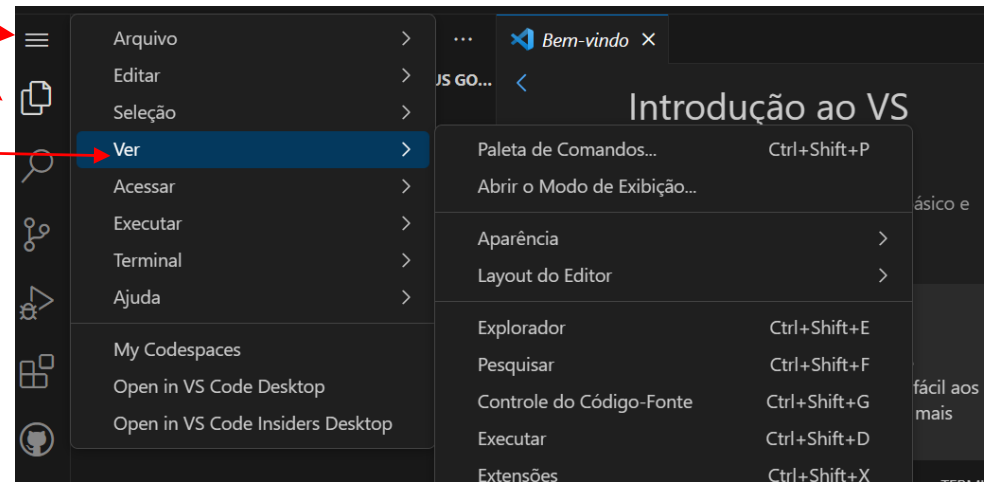 Arquivo
Editar
Seleção
Ver
Acessar
Executar
Terminal
Ajuda
My Codespaces
Open in VS Code Desktop
Open in VS Code Insiders Desktop
...
JS GO...
Bem-vindo
Introdução ao VS
Paleta de Comandos... Ctrl+Shift+P
Abrir o Modo de Exibição...
Aparência
Layout do Editor
Explorador Ctrl+Shift+E
Pesquisar Ctrl+Shift+F
Controle do Código-Fonte Ctrl+Shift+G
Executar Ctrl+Shift+D
Extensões Ctrl+Shift+X
ásico e
fácil aos
mais